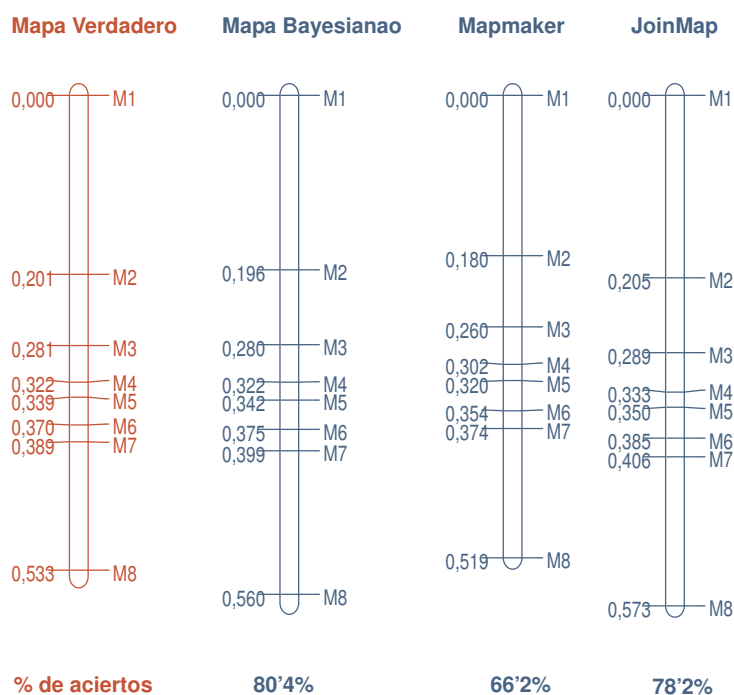 Mapa Verdadero
0,000 M1
0,201 M2
0,281 M3
0,322 M4
0,339 M5
0,370 M6
0,389 M7
0,533 M8
% de aciertos
Mapa Bayesianao
0,000 M1
0,196 M2
0,280 M3
0,322 M4
0,342 M5
0,375 M6
0,399 M7
0,560 M8
80'4%
Mapmaker
0,000 M1
0,180 M2
0,260 M3
0,302 M4
0,320 M5
0,354 M6
0,374 M7
0,519 M8
66'2%
JoinMap
0,000 M1
0,205 M2
0,289 M3
0,333 M4
0,350 M5
0,385 M6
0,406 M7
0,573 M8
78'2%